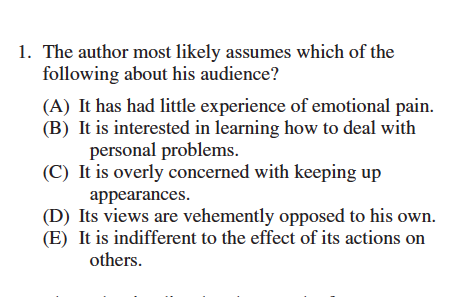 1. The author most likely assumes which of the
following about his audience?
(A) It has had little experience of emotional pain.
(B) It is interested in learning how to deal with
personal problems.
(C) It is overly concerned with keeping up
appearances.
(D) Its views are vehemently opposed to his own.
(E) It is indifferent to the effect of its actions on
others.